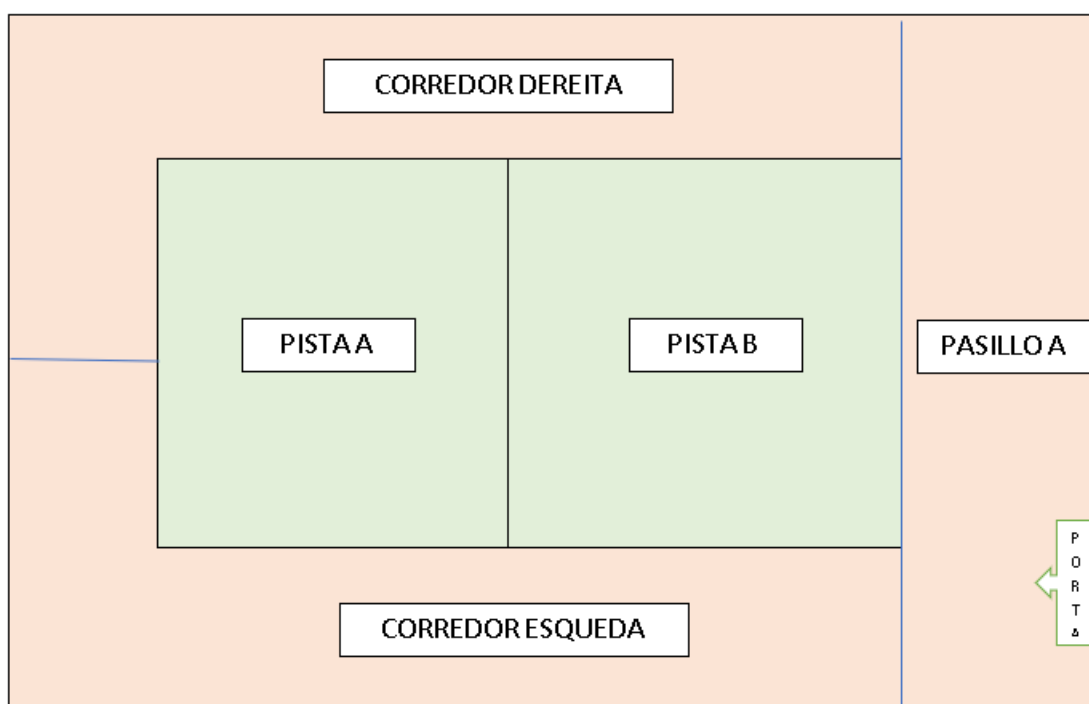 CORREDOR DEREITA
PISTA A
PISTA B
PASILLO A
P
O
R
T
A
CORREDOR ESQUEDA